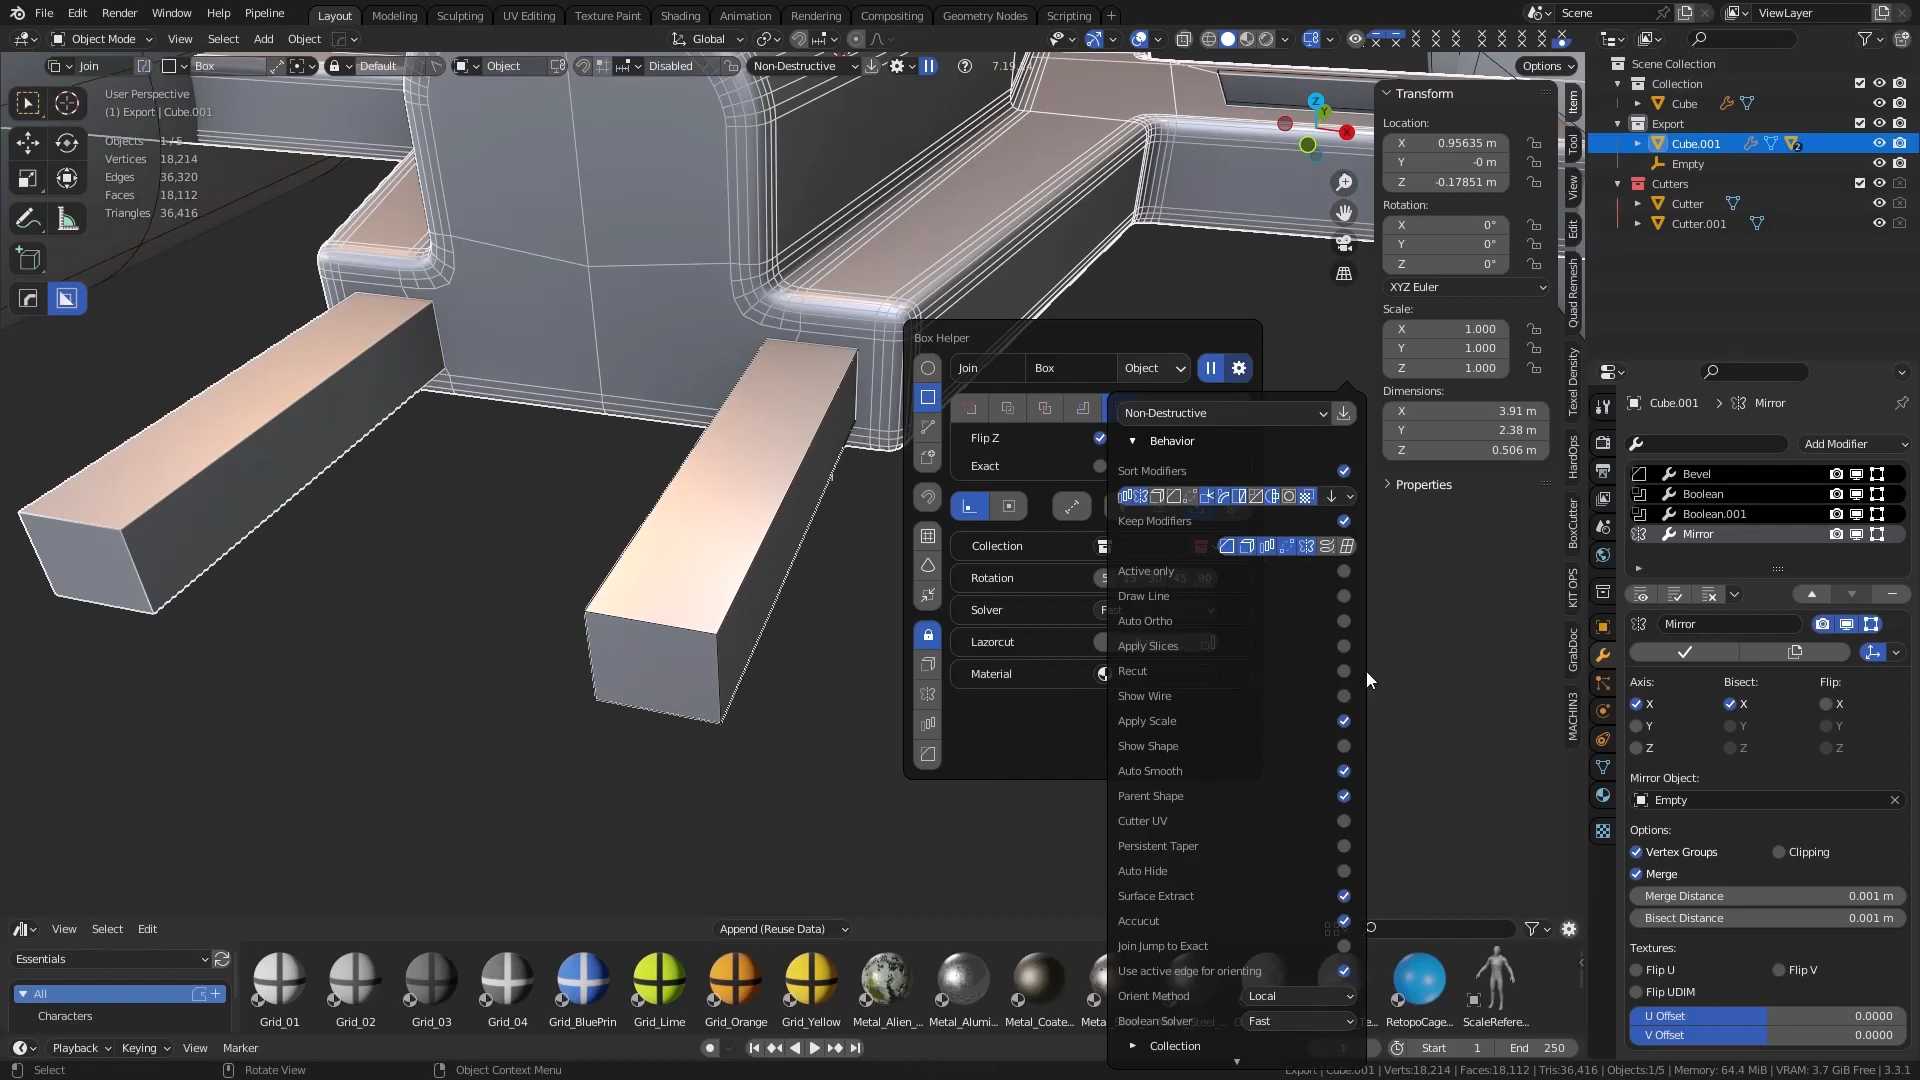 File Edit Render Window Help Pipeline Layout Modeling Sculpting UV Editing Texture Paint Shading Animation Rendering Compositing Geometry Nodes Scripting + Scene ViewLayer
Object Mode View Select Add Object Global
Join Box Default Object Disabled Non-Destructive 7.19 Options
User Perspective
(1) Export | Cube.001
Objects 1 / 5
Vertices 18,214
Edges 36,320
Faces 18,112
Triangles 36,416
Z
Y
X
Transform
Location:
X 0.95635 m
Y -0 m
Z -0.17851 m
Rotation:
X 0°
Y 0°
Z 0°
XYZ Euler
Scale:
X 1.000
Y 1.000
Z 1.000
Dimensions:
X 3.91 m
Y 2.38 m
Z 0.506 m
Properties
Item
Tool
View
Edit
Quad Remesh
Texel Density
HardOps
BoxCutter
KIT OPS
GrabDoc
MACHIN3
Scene Collection
Collection
Cube
Export
Cube.001 2
Empty
Cutters
Cutter
Cutter.001
Cube.001 > Mirror
Add Modifier
Bevel
Boolean
Boolean.001
Mirror
Mirror
Axis: Bisect: Flip:
X X X
Y Y Y
Z Z Z
Mirror Object:
Empty
Options:
Vertex Groups Clipping
Merge
Merge Distance 0.001 m
Bisect Distance 0.001 m
Textures:
Flip U Flip V
Flip UDIM
U Offset 0.0000
V Offset 0.0000
Box Helper
Join Box Object
Flip Z
Exact
Collection
Rotation 5 15 30 45 90
Solver
Lazorcut
Material
Non-Destructive
Behavior
Sort Modifiers
Keep Modifiers
Active only
Draw Line
Auto Ortho
Apply Slices
Recut
Show Wire
Apply Scale
Show Shape
Auto Smooth
Parent Shape
Cutter UV
Persistent Taper
Auto Hide
Surface Extract
Accucut
Join Jump to Exact
Use active edge for orienting
Orient Method Local
Boolean Solver Fast
Collection
View Select Edit Append (Reuse Data)
Essentials
All
Characters
Grid_01 Grid_02 Grid_03 Grid_04 Grid_BluePrin Grid_Lime Grid_Orange Grid_Yellow Metal_Alien_... Metal_Alumi... Metal_Coate... RetopoCage... ScaleRefere...
Playback Keying View Marker Start 1 End 250
Select Rotate View Object Context Menu Export | Cube.001 | Verts:18,214 | Faces:18,112 | Tris:36,416 | Objects:1/5 | Memory: 64.4 MiB | VRAM: 3.7 GiB Free | 3.3.1